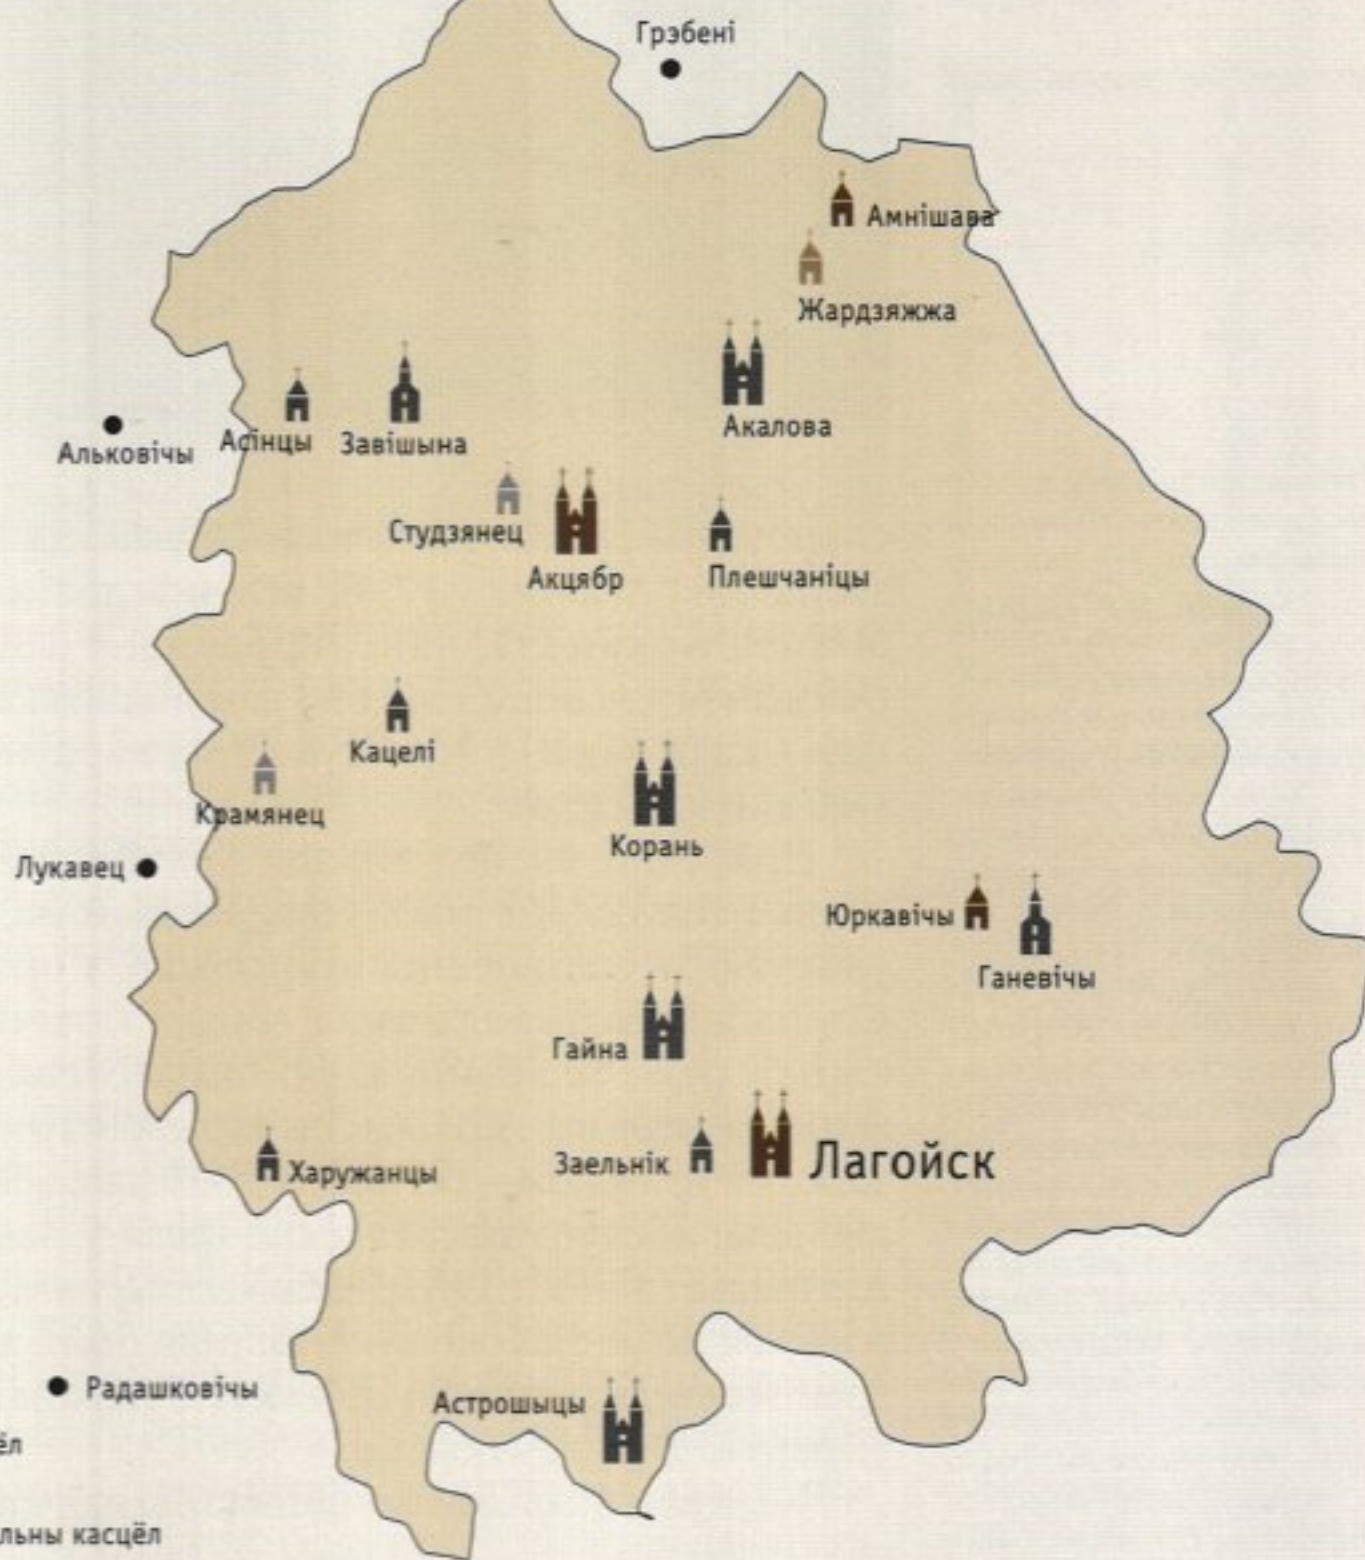 Грэбені
Амнішава
Жардзяжжа
Акалова
Альковічы
Асінцы
Завішына
Студзянец
Акцябр
Плешчаніцы
Кацелі
Крамянец
Корань
Лукавец
Юркавічы
Ганевічы
Гайна
Харужанцы
Заельнік
Лагойск
Радашковічы
Астрошыцы
ёл
льны касцёл